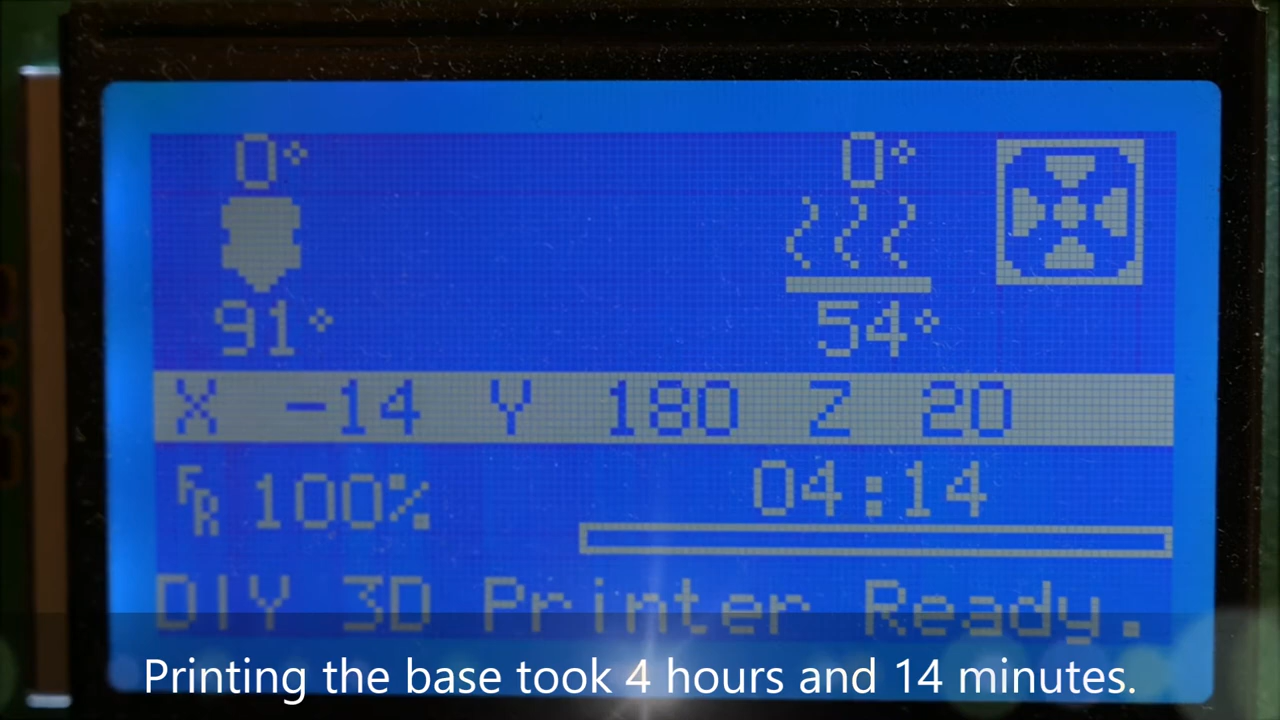 0° 0°
91° 54°
X -14 Y 180 Z 20
FR 100% 04:14
DIY 3D Printer Ready.
Printing the base took 4 hours and 14 minutes.